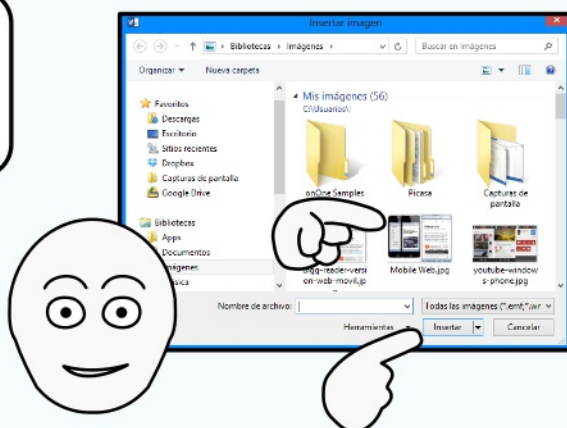 Insertar imagen
Bibliotecas Imágenes
Buscar en Imágenes
Organizar Nueva carpeta
Favoritos
Descargas
Escritorio
Sitios recientes
Dropbox
Capturas de pantalla
Google Drive
Bibliotecas
Apps
Documentos
Imágenes
Mis imágenes (56)
C:\Usuarios\
onOne Samples
Picasa
Capturas de
pantalla
on-web-movil.jp
Mobile Web.jpg
youtube-window
s-phone.jpg
Nombre de archivo:
Todas las imágenes (*.emf;*.wr
Herramientas Insertar Cancelar